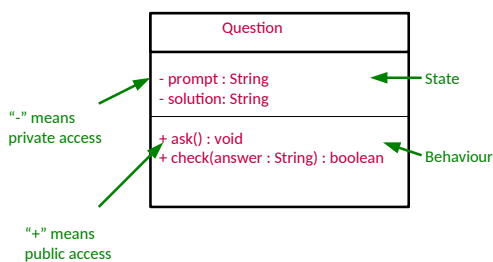 Question
- prompt : String
- solution: String
State
“-” means
private access
+ ask() : void
+ check(answer : String) : boolean
Behaviour
“+” means
public access